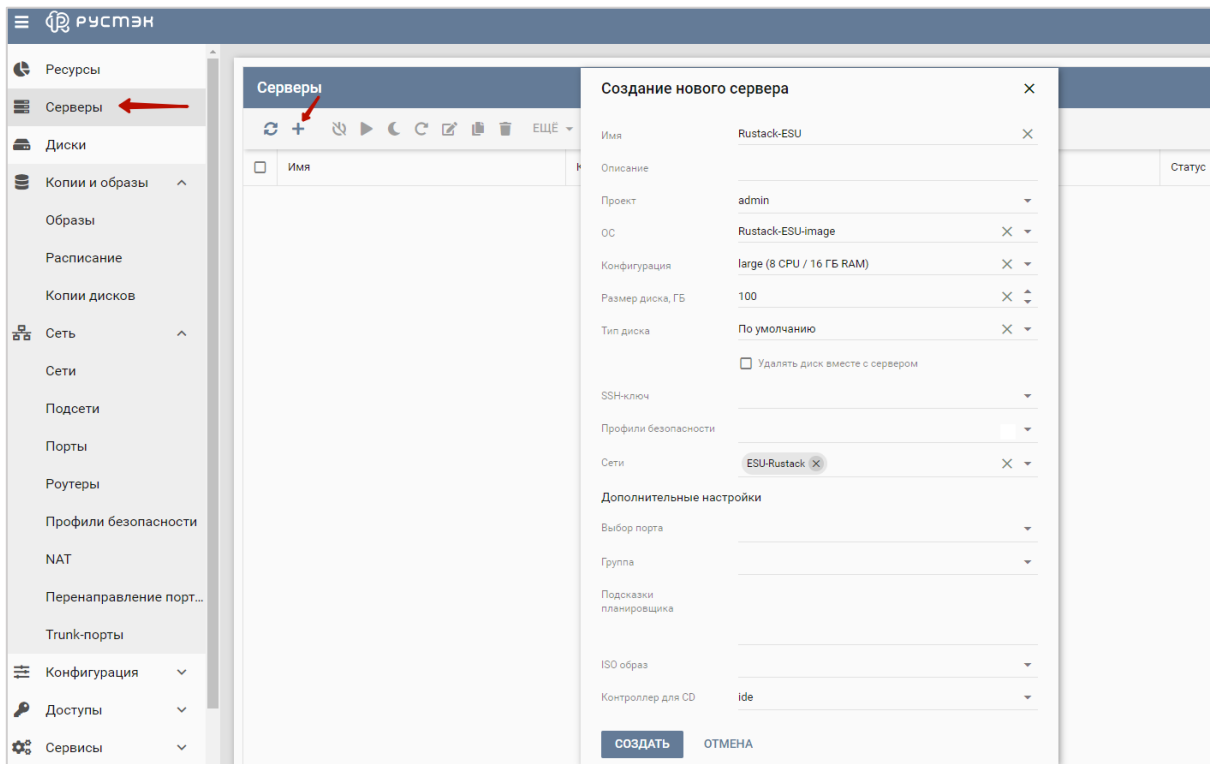 РУСТЭК
Ресурсы
Серверы
Диски
Копии и образы
Образы
Расписание
Копии дисков
Сеть
Сети
Подсети
Порты
Роутеры
Профили безопасности
NAT
Перенаправление порт...
Trunk-порты
Конфигурация
Доступы
Сервисы
Серверы
ЕЩЁ
Имя
К
Статус
Создание нового сервера
Имя Rustack-ESU
Описание
Проект admin
ОС Rustack-ESU-image
Конфигурация large (8 CPU / 16 ГБ RAM)
Размер диска, ГБ 100
Тип диска По умолчанию
Удалять диск вместе с сервером
SSH-ключ
Профили безопасности
Сети ESU-Rustack
Дополнительные настройки
Выбор порта
Группа
Подсказки
планировщика
ISO образ
Контроллер для CD ide
СОЗДАТЬ ОТМЕНА